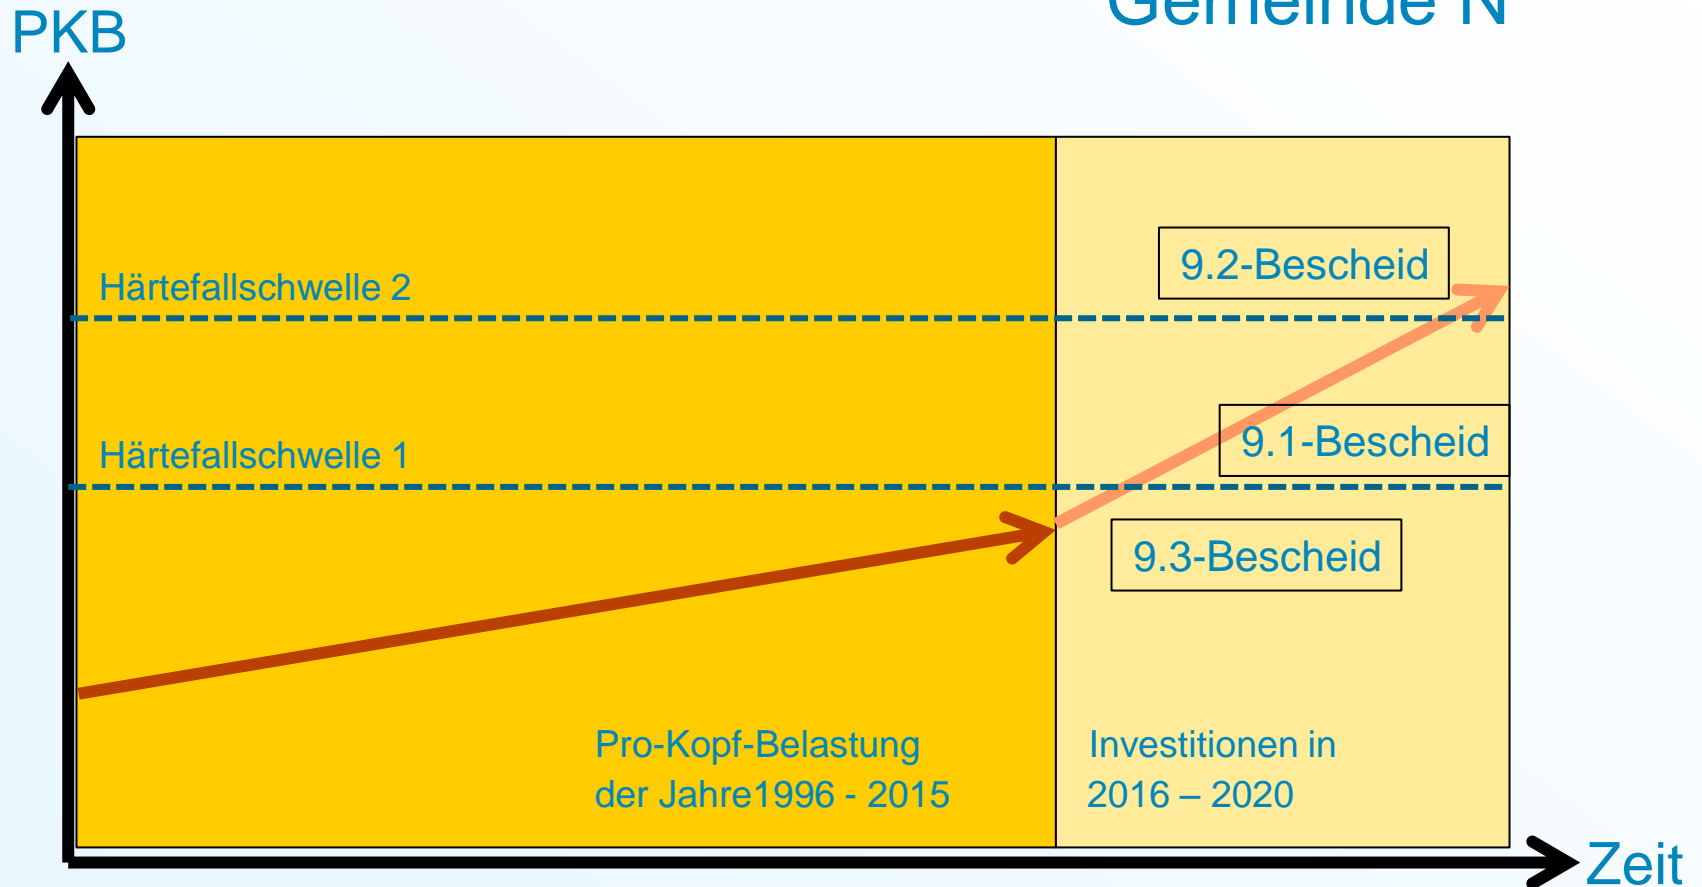 Gemeinde N
PKB
9.2-Bescheid
Härtefallschwelle 2
9.1-Bescheid
Härtefallschwelle 1
9.3-Bescheid
Pro-Kopf-Belastung
der Jahre1996 - 2015
Investitionen in
2016 – 2020
Zeit